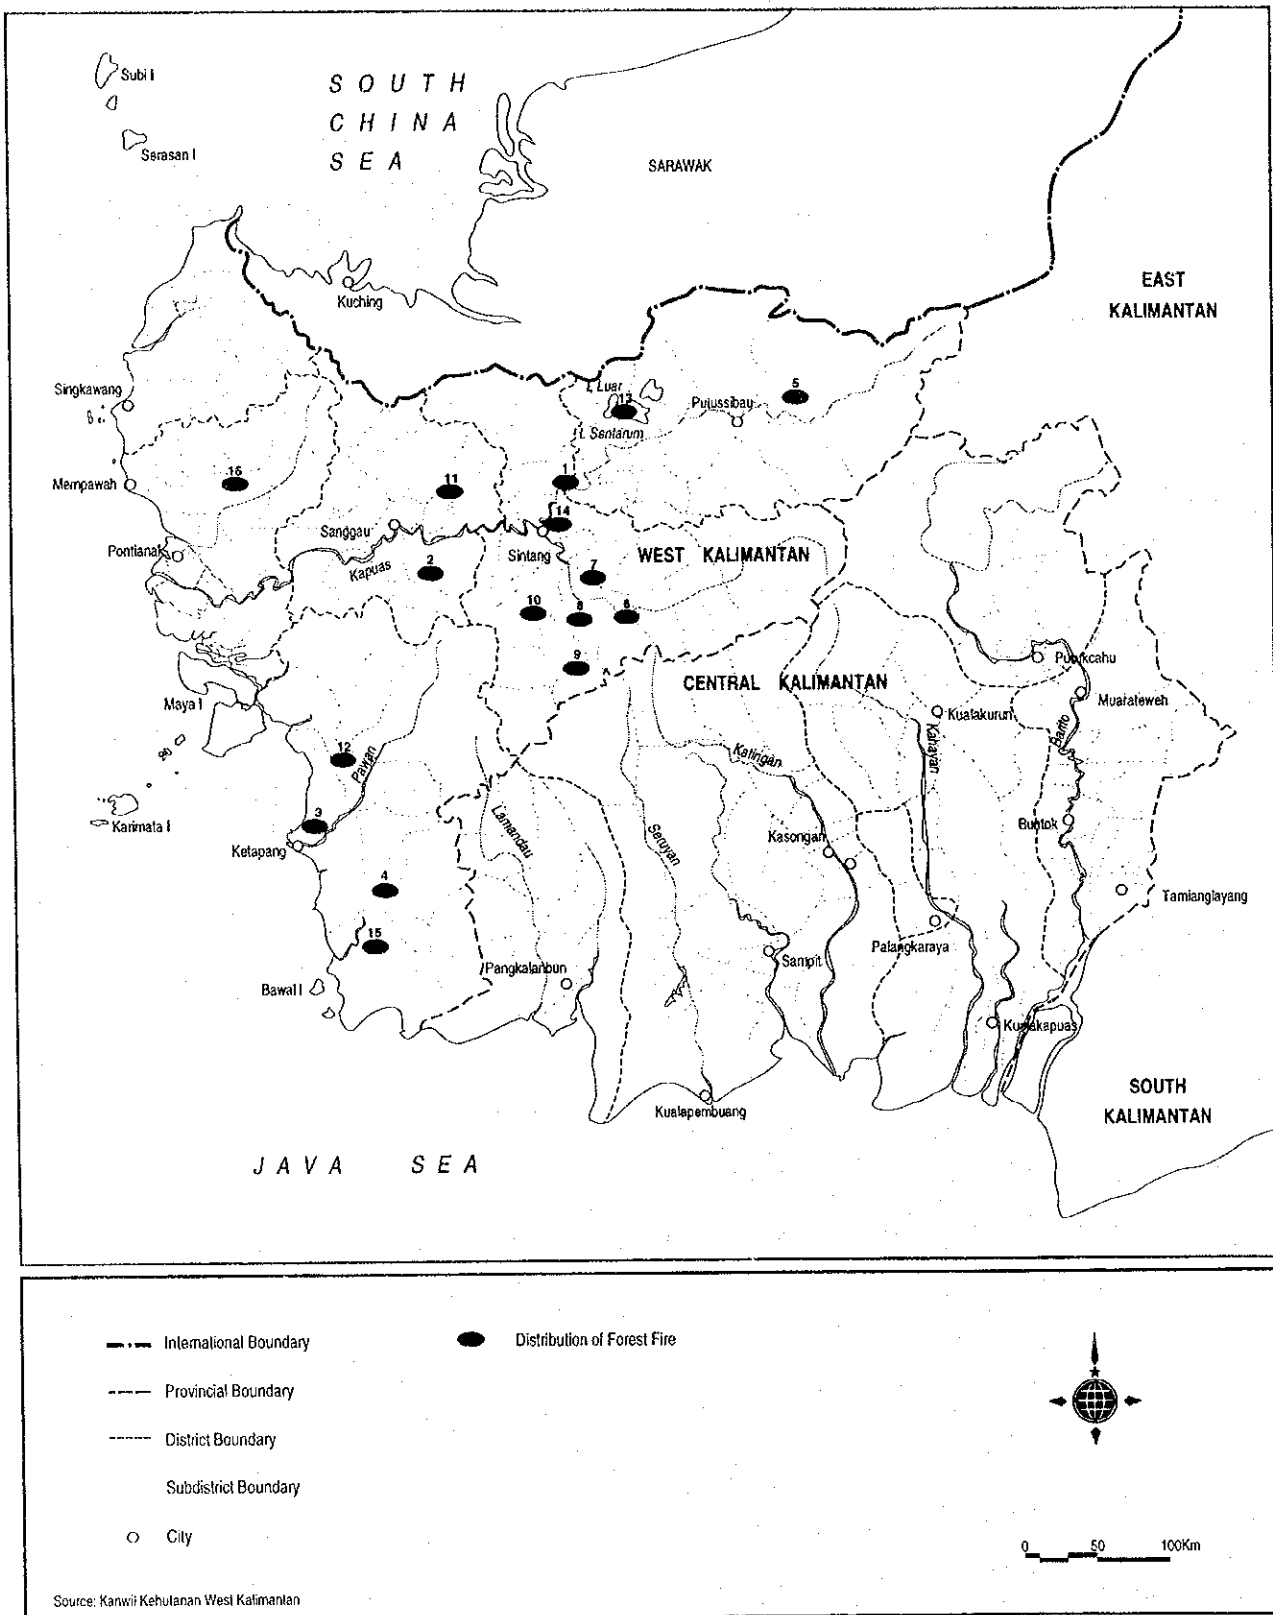 Subi I
SOUTH
CHINA
SEA
Serasan I
SARAWAK
EAST
KALIMANTAN
Kuching
Singkawang
L. Luar
13
L. Sentarum
Putussibau
5
Mempawah
16
11
1
14
Sanggau
Sintang
WEST KALIMANTAN
Pontianak
Kapuas
2
7
10
8
6
9
CENTRAL KALIMANTAN
Maya I
Purukcahu
Muarateweh
Kualakurun
Barito
Kahayan
Katingan
12
Pawan
Karimata I
3
Ketapang
Lamandau
Seruyan
Kasongan
Buntok
4
Tamianglayang
15
Palangkaraya
Sampit
Pangkalanbun
Bawal I
Kualakapuas
SOUTH
KALIMANTAN
Kualapembuang
JAVA SEA
International Boundary
Distribution of Forest Fire
Provincial Boundary
District Boundary
Subdistrict Boundary
City
0 50 100Km
Source: Kanwil Kehutanan West Kalimantan